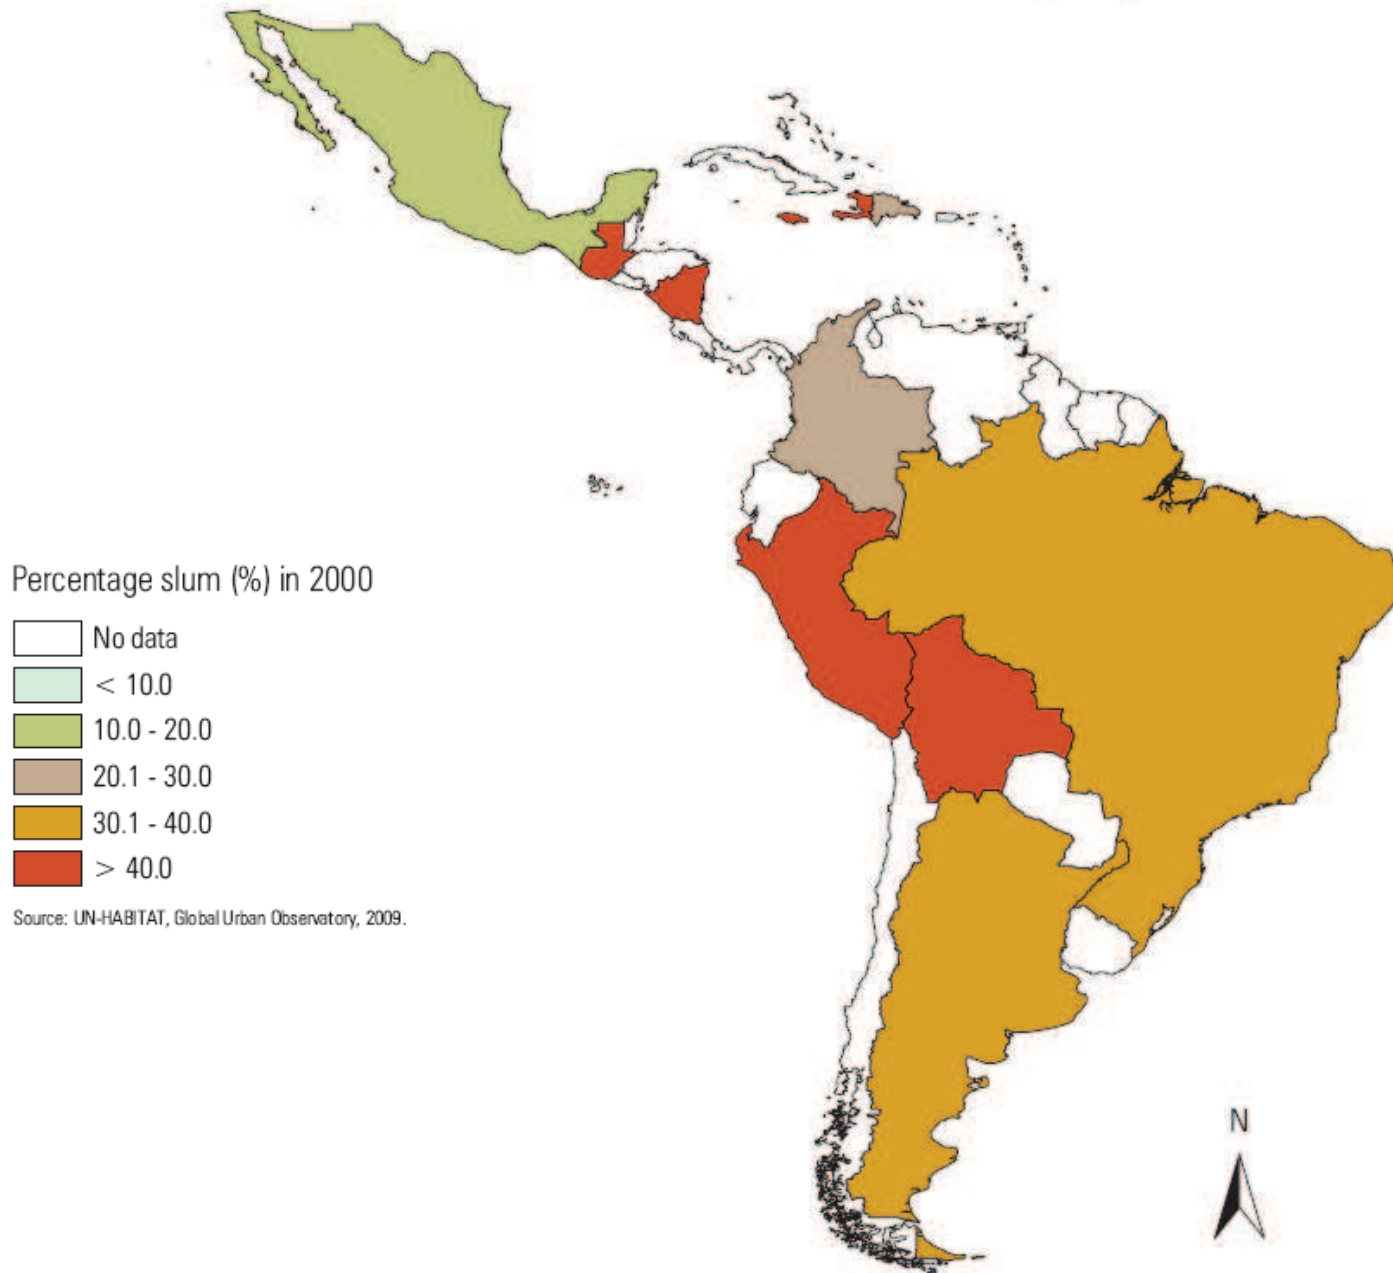 Percentage slum (%) in 2000
No data
< 10.0
10.0 - 20.0
20.1 - 30.0
30.1 - 40.0
> 40.0
Source: UN-HABITAT, Global Urban Observatory, 2009.
N